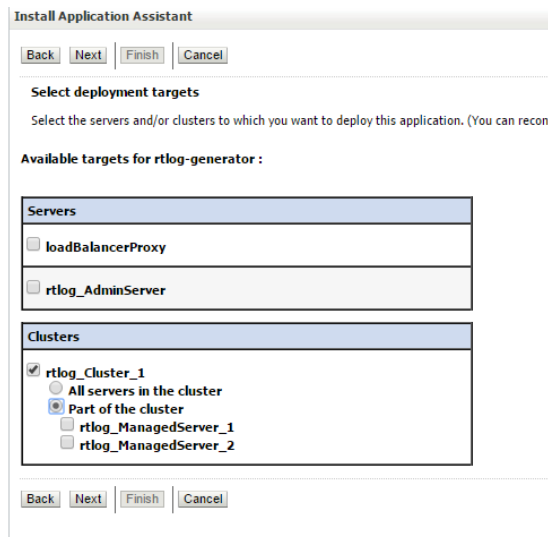 Install Application Assistant
Back Next Finish Cancel
Select deployment targets
Select the servers and/or clusters to which you want to deploy this application. (You can recon
Available targets for rtlog-generator :
Servers
loadBalancerProxy
rtlog_AdminServer
Clusters
rtlog_Cluster_1
All servers in the cluster
Part of the cluster
rtlog_ManagedServer_1
rtlog_ManagedServer_2
Back Next Finish Cancel